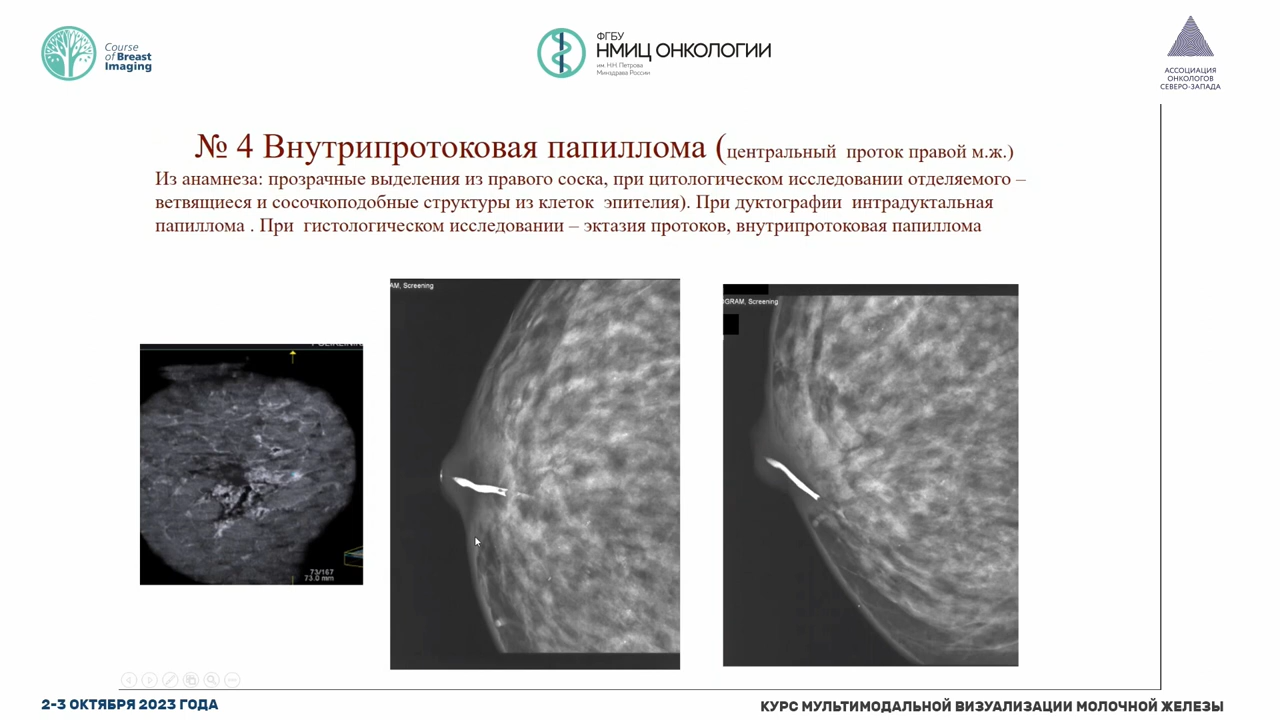 Course
of Breast
Imaging
ФГБУ
НМИЦ ОНКОЛОГИИ
им. Н.Н. Петрова
Минздрава России
АССОЦИАЦИЯ
ОНКОЛОГОВ
СЕВЕРО-ЗАПАДА
№ 4 Внутрипротоковая папиллома (центральный проток правой м.ж.)
Из анамнеза: прозрачные выделения из правого соска, при цитологическом исследовании отделяемого –
ветвящиеся и сосочкоподобные структуры из клеток эпителия). При дуктографии интрадуктальная
папиллома . При гистологическом исследовании – эктазия протоков, внутрипротоковая папиллома
AM, Screening
GRAM, Screening
73/167
73.0 mm
2-3 ОКТЯБРЯ 2023 ГОДА
КУРС МУЛЬТИМОДАЛЬНОЙ ВИЗУАЛИЗАЦИИ МОЛОЧНОЙ ЖЕЛЕЗЫ